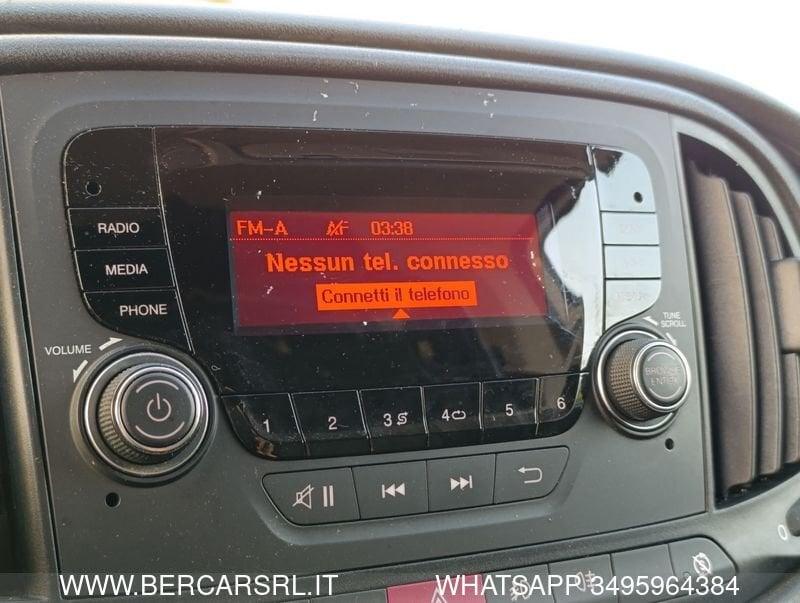 FM-A AF 03:38
Nessun tel. connesso
Connetti il telefono
RADIO
MEDIA
PHONE
VOLUME
TUNE
SCROLL
BROWSE
ENTER
1 2 3 4 5 6
0
WWW.BERCARSRL.IT WHATSAPP 3495964384